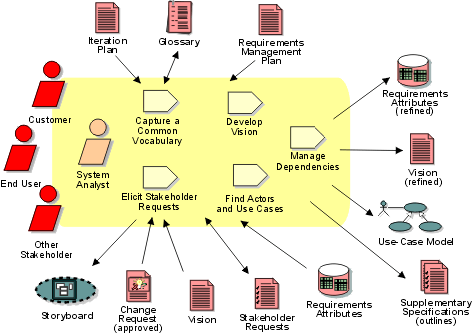 Iteration
Plan
Glossary
Requirements
Management
Plan
Customer
Capture a
Common
Vocabulary
Develop
Vision
Requirements
Attributes
(refined)
End User
System
Analyst
Manage
Dependencies
Vision
(refined)
Elicit Stakeholder
Requests
Find Actors
and Use Cases
Other
Stakeholder
Use-Case Model
Storyboard
Change
Request
(approved)
Vision
Stakeholder
Requests
Requirements
Attributes
Supplementary
Specifications
(outlines)